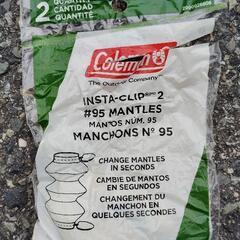 2
QUANTITY
CANTIDAD
QUANTITÉ
2000026606
Coleman
The Outdoor Company
INSTA-CLIP 2
#95 MANTLES
MANTOS NÚM. 95
MANCHONS N° 95
CHANGE MANTLES
IN SECONDS
CAMBIE DE MANTOS
EN SEGUNDOS
CHANGEMENT DU
MANCHON EN
QUELQUES SECONDES